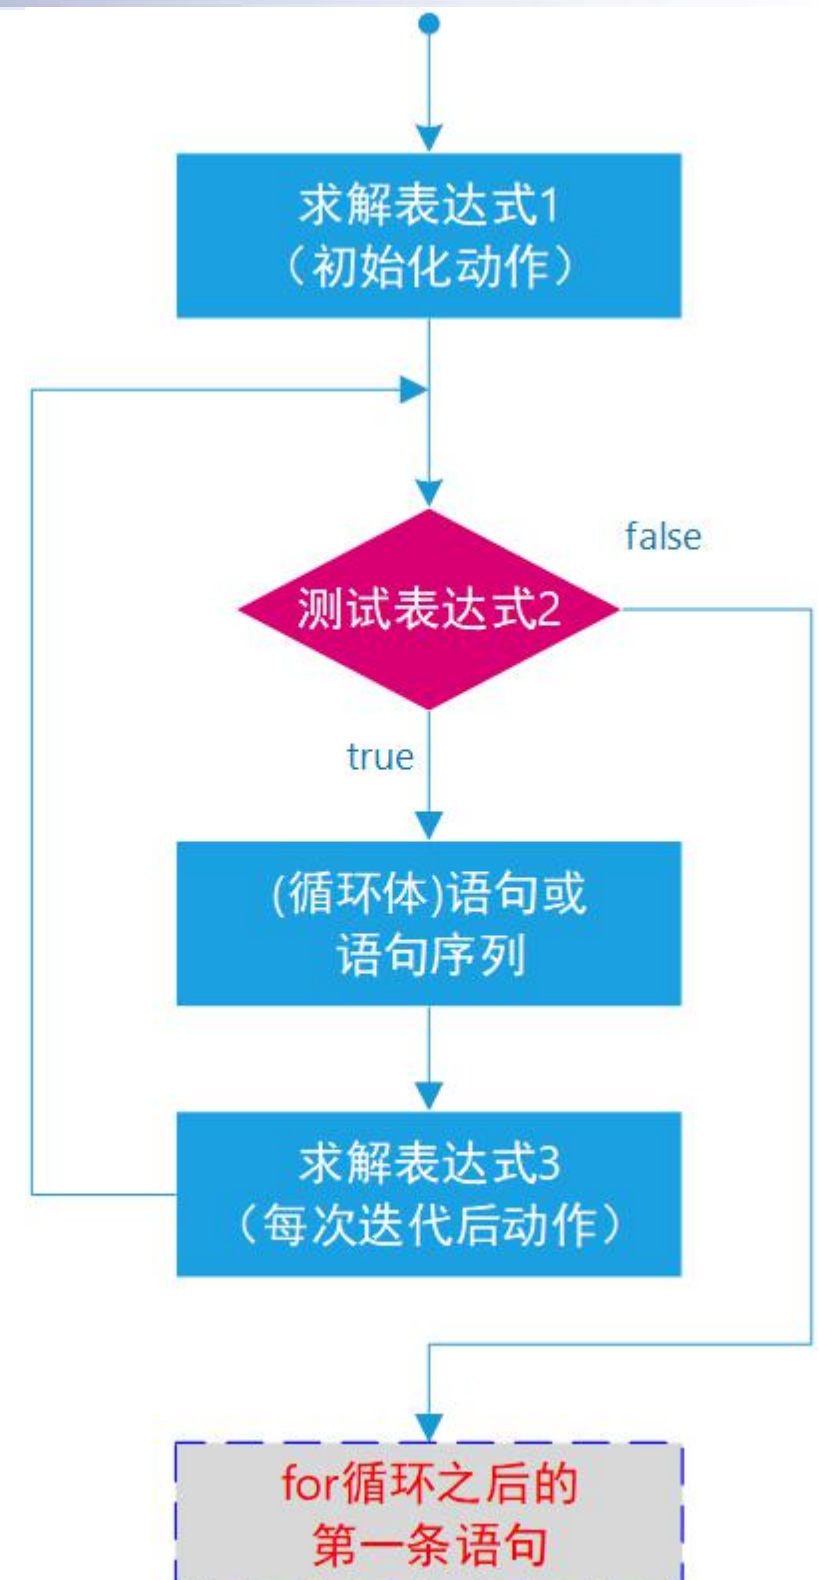 求解表达式1
（初始化动作）
测试表达式2
false
true
(循环体)语句或
语句序列
求解表达式3
（每次迭代后动作）
for循环之后的
第一条语句